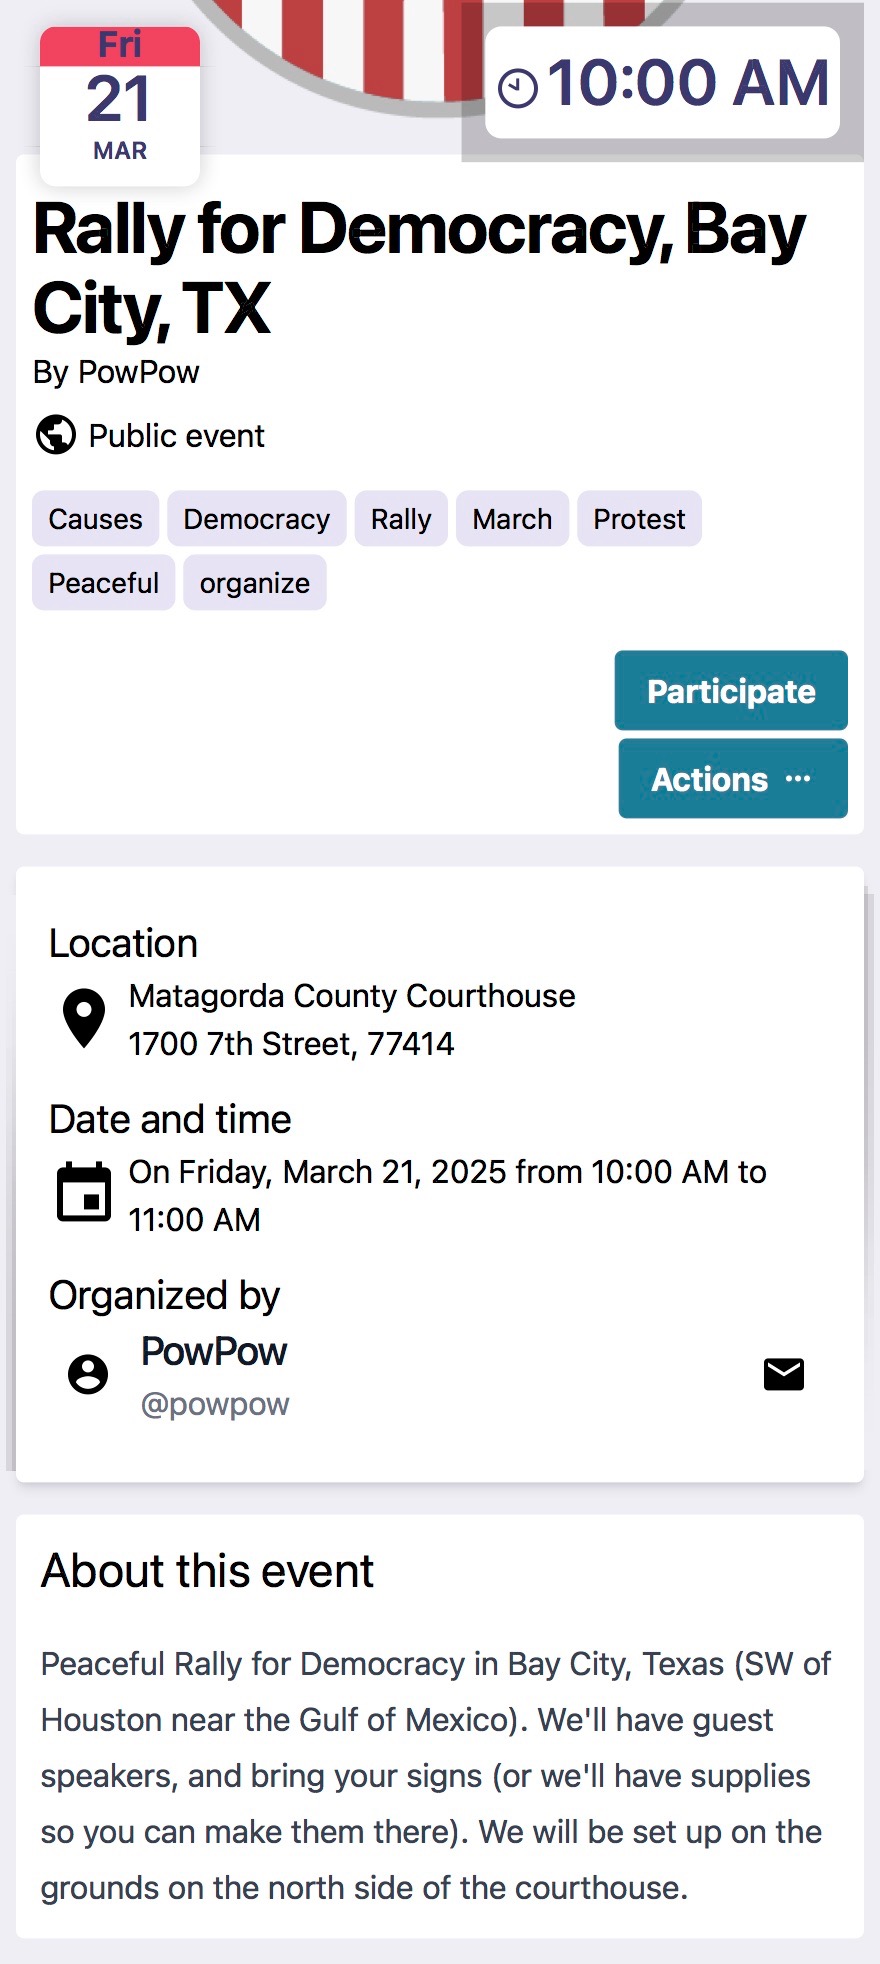 Fri
21
MAR
10:00 AM
Rally for Democracy, Bay
City, TX
By PowPow
Public event
Causes
Democracy
Rally
March
Protest
Peaceful
organize
Participate
Actions ···
Location
Matagorda County Courthouse
1700 7th Street, 77414
Date and time
On Friday, March 21, 2025 from 10:00 AM to
11:00 AM
Organized by
PowPow
@powpow
About this event
Peaceful Rally for Democracy in Bay City, Texas (SW of
Houston near the Gulf of Mexico). We'll have guest
speakers, and bring your signs (or we'll have supplies
so you can make them there). We will be set up on the
grounds on the north side of the courthouse.